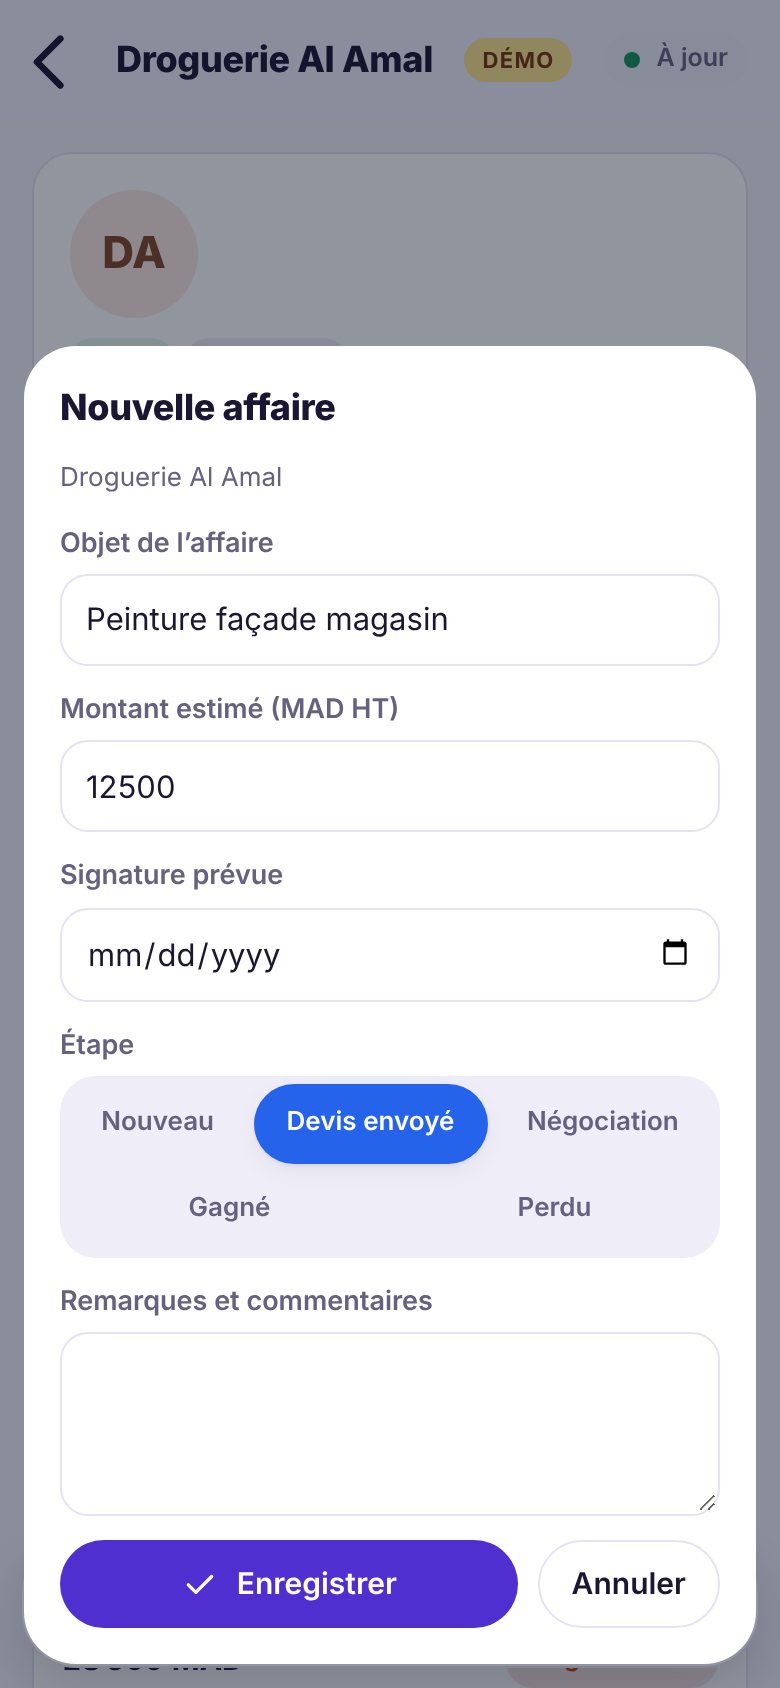 Droguerie Al Amal DÉMO À jour
DA
Nouvelle affaire
Droguerie Al Amal
Objet de l’affaire
Peinture façade magasin
Montant estimé (MAD HT)
12500
Signature prévue
mm/dd/yyyy
Étape
Nouveau Devis envoyé Négociation
Gagné Perdu
Remarques et commentaires
Enregistrer Annuler